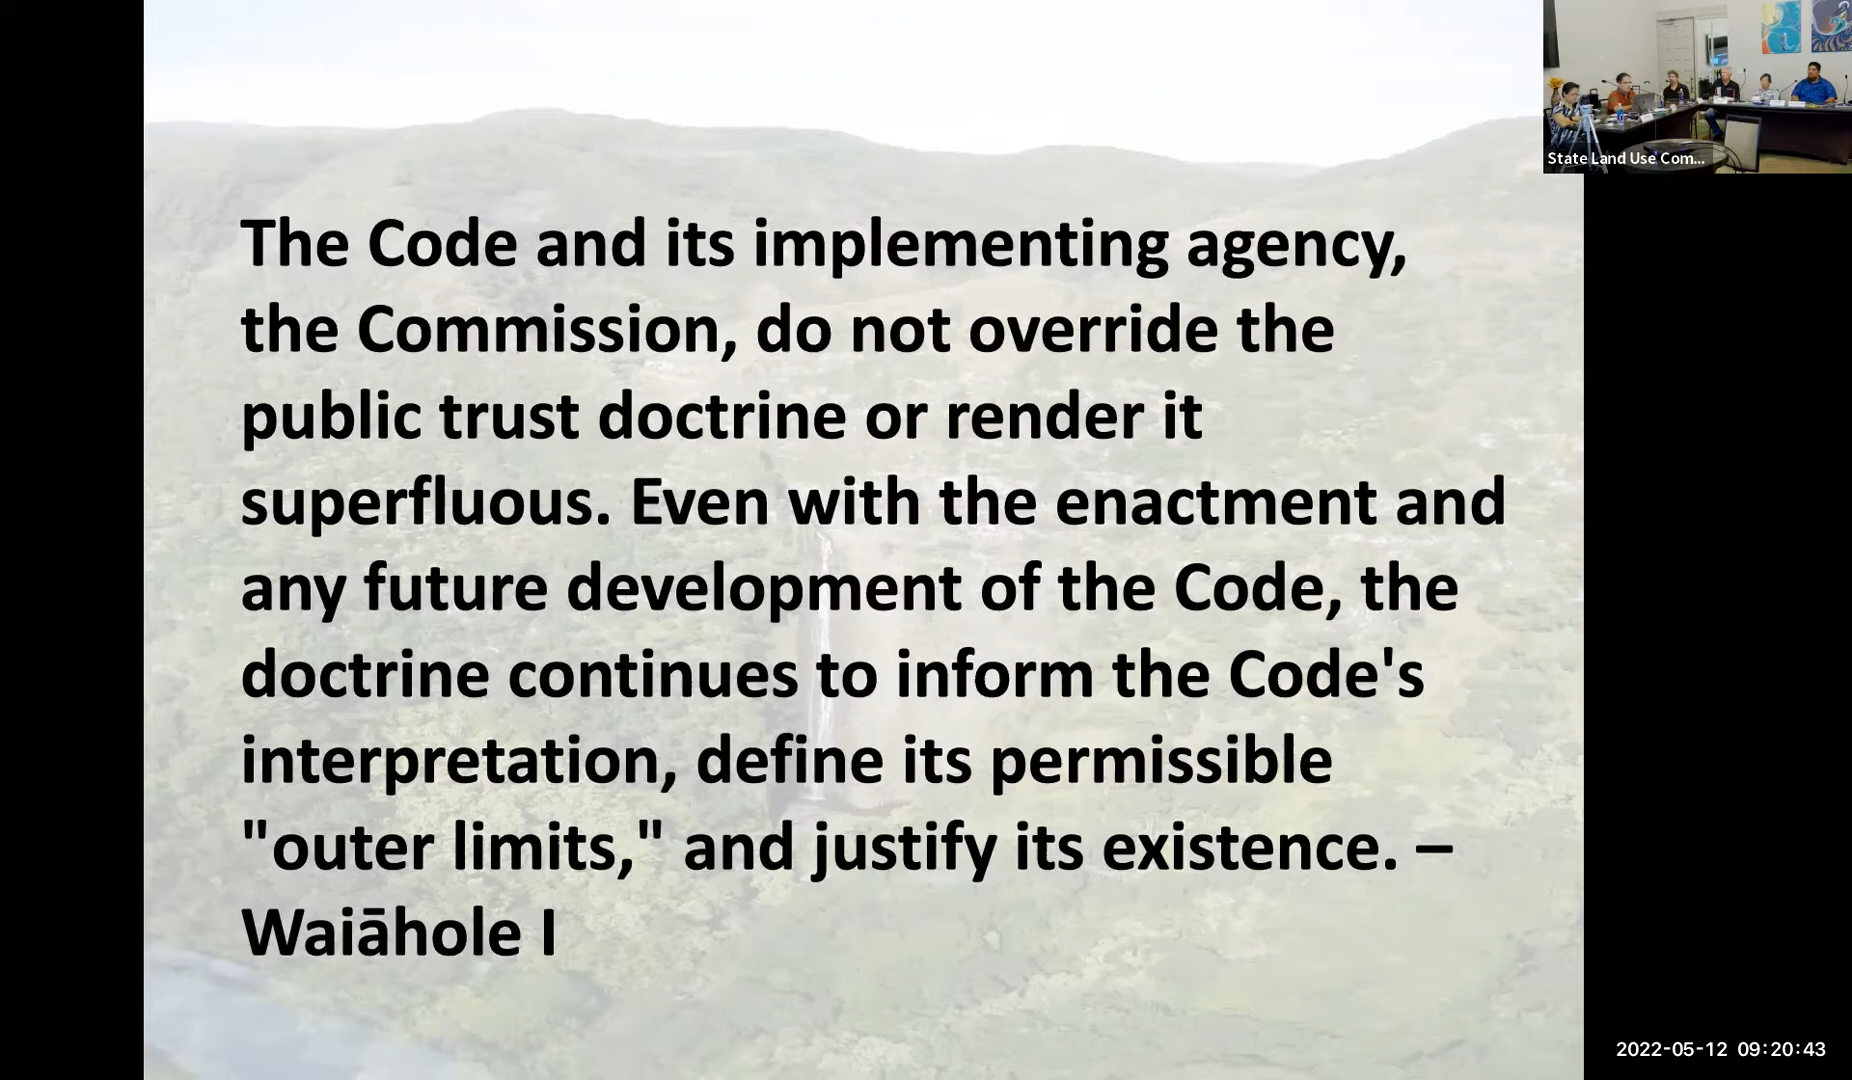 State Land Use Com...
The Code and its implementing agency,
the Commission, do not override the
public trust doctrine or render it
superfluous. Even with the enactment and
any future development of the Code, the
doctrine continues to inform the Code's
interpretation, define its permissible
"outer limits," and justify its existence. –
Waiāhole I
2022-05-12 09:20:43